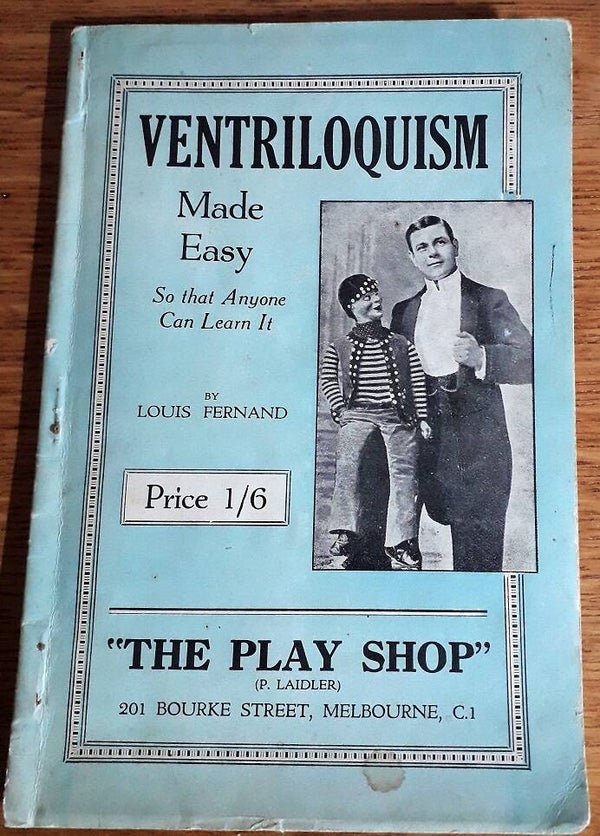 VENTRILOQUISM
Made
Easy
So that Anyone
Can Learn It
BY
LOUIS FERNAND
Price 1/6
"THE PLAY SHOP"
(P. LAIDLER)
201 BOURKE STREET, MELBOURNE, C.1